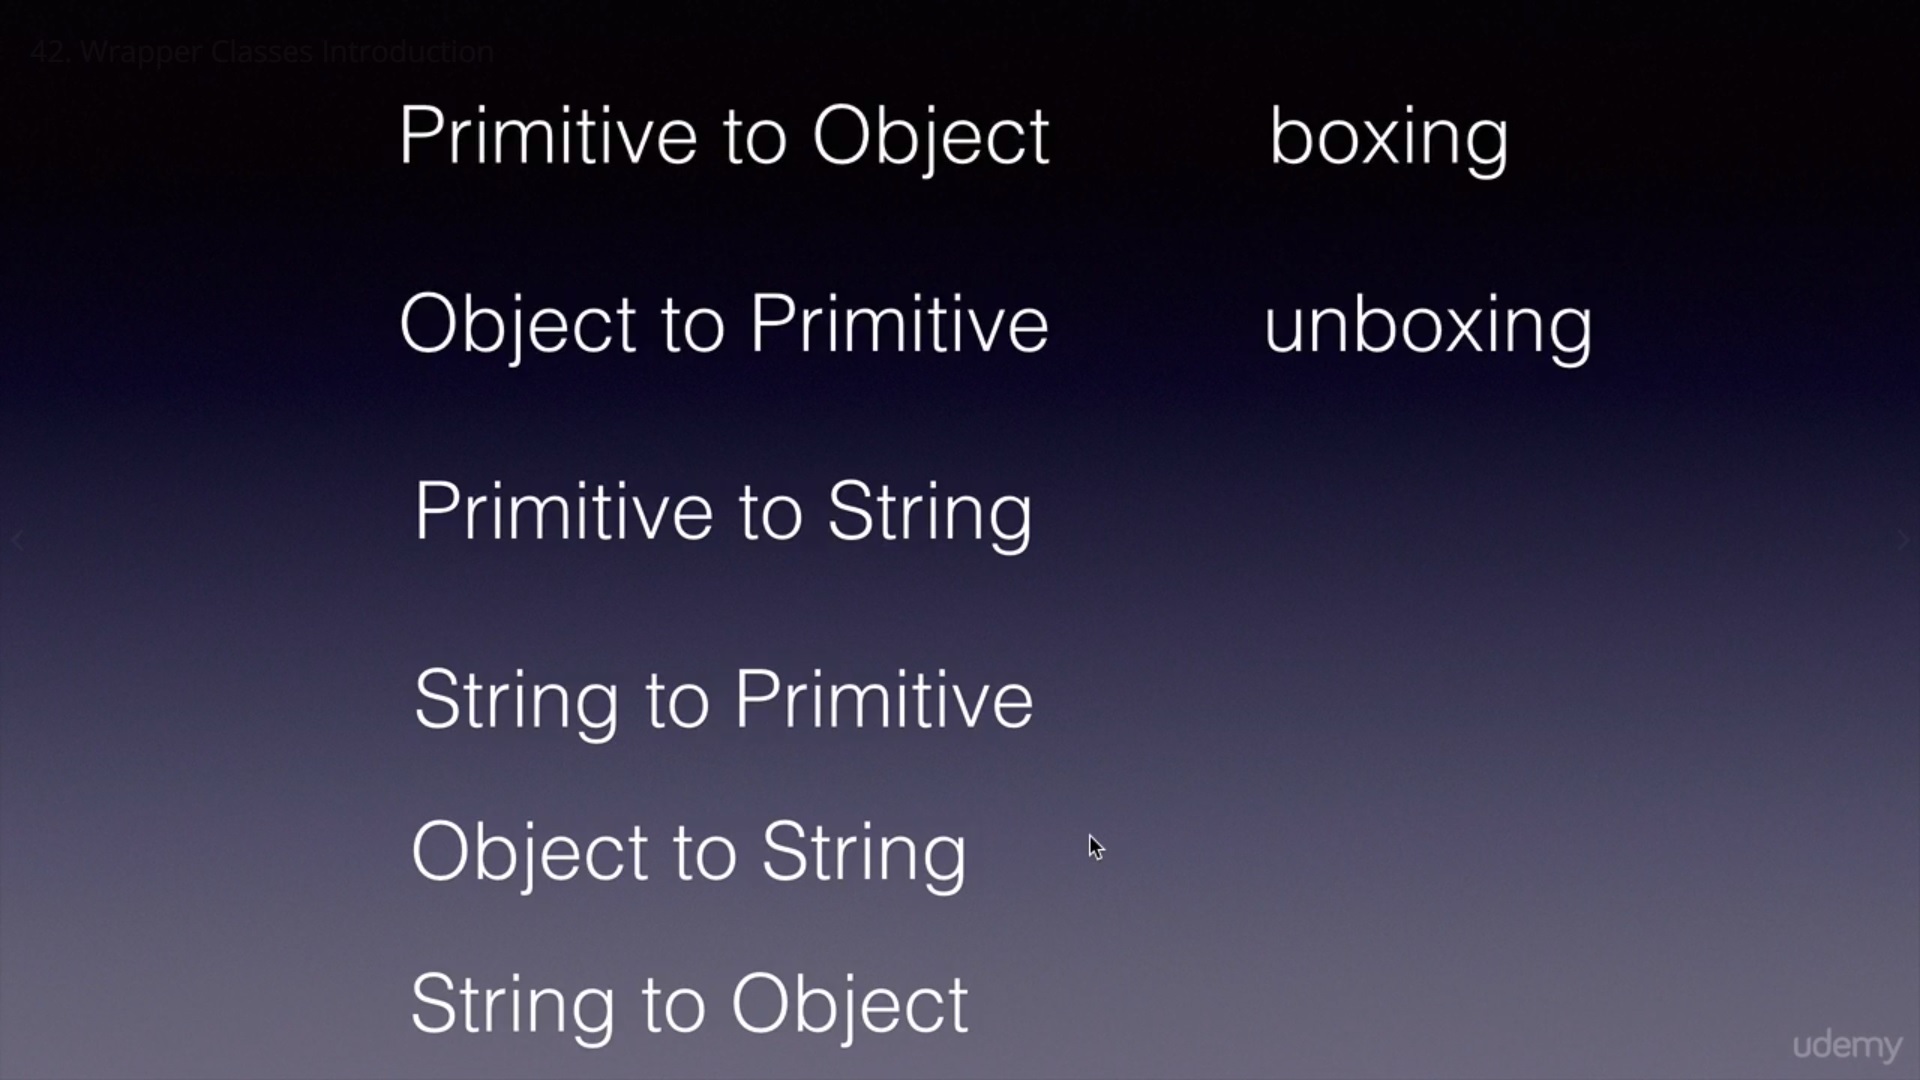 42. Wrapper Classes Introduction
Primitive to Object boxing
Object to Primitive unboxing
Primitive to String
String to Primitive
Object to String
String to Object
udemy